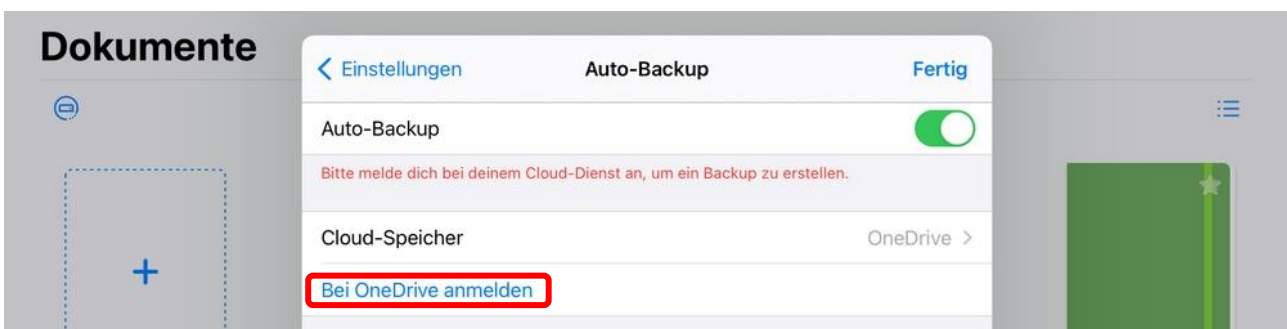 Dokumente
Einstellungen
Auto-Backup
Fertig
Auto-Backup
Bitte melde dich bei deinem Cloud-Dienst an, um ein Backup zu erstellen.
Cloud-Speicher
OneDrive
Bei OneDrive anmelden